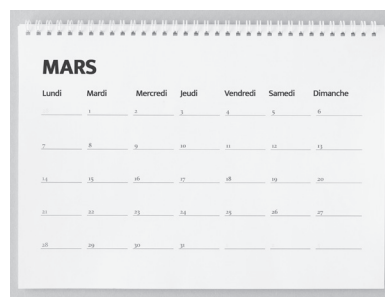 MARS
Lundi Mardi Mercredi Jeudi Vendredi Samedi Dimanche
1 2 3 4 5 6
7 8 9 10 11 12 13
14 15 16 17 18 19 20
21 22 23 24 25 26 27
28 29 30 31